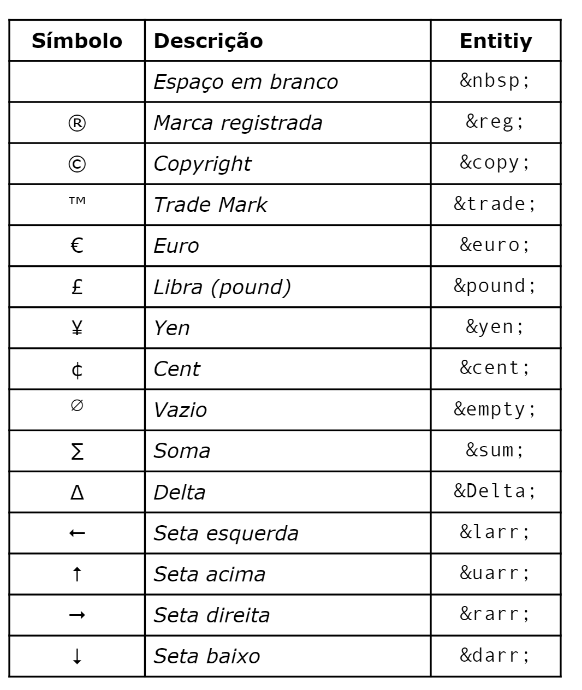 Símbolo Descrição Entitiy
Espaço em branco &nbsp;
® Marca registrada &reg;
© Copyright &copy;
™ Trade Mark &trade;
€ Euro &euro;
£ Libra (pound) &pound;
¥ Yen &yen;
¢ Cent &cent;
∅ Vazio &empty;
∑ Soma &sum;
Δ Delta &Delta;
← Seta esquerda &larr;
↑ Seta acima &uarr;
→ Seta direita &rarr;
↓ Seta baixo &darr;